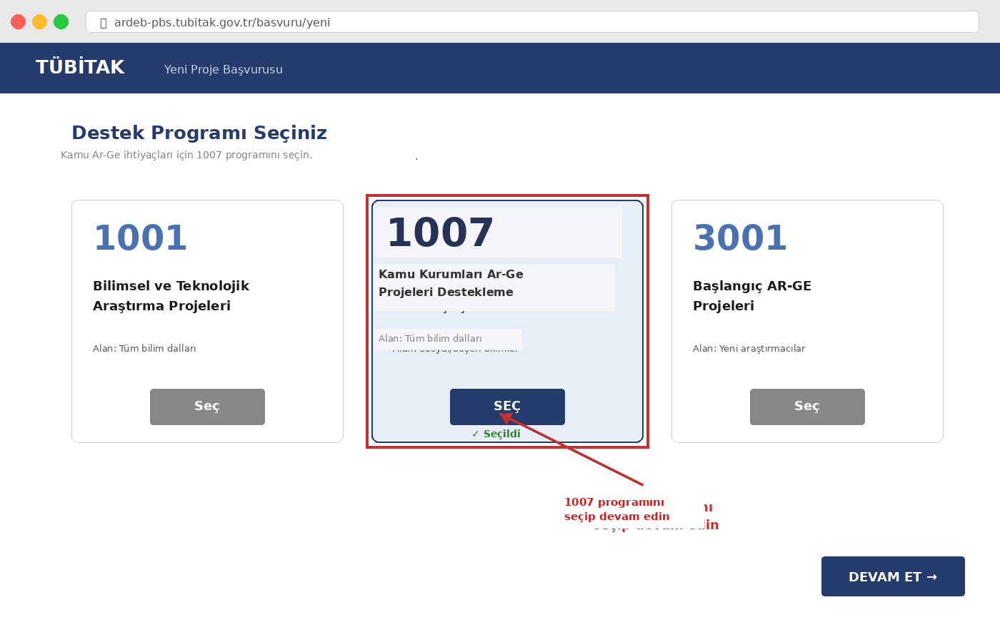 ardeb-pbs.tubitak.gov.tr/basvuru/yeni
TÜBİTAK
Yeni Proje Başvurusu
Destek Programı Seçiniz
Kamu Ar-Ge ihtiyaçları için 1007 programını seçin.
.
1001
Bilimsel ve Teknolojik
Araştırma Projeleri
Alan: Tüm bilim dalları
Seç
1007
Kamu Kurumları Ar-Ge
Projeleri Destekleme
Alan: Tüm bilim dalları
SEÇ
✓ Seçildi
3001
Başlangıç AR-GE
Projeleri
Alan: Yeni araştırmacılar
Seç
1007 programını
seçip devam edin
DEVAM ET →